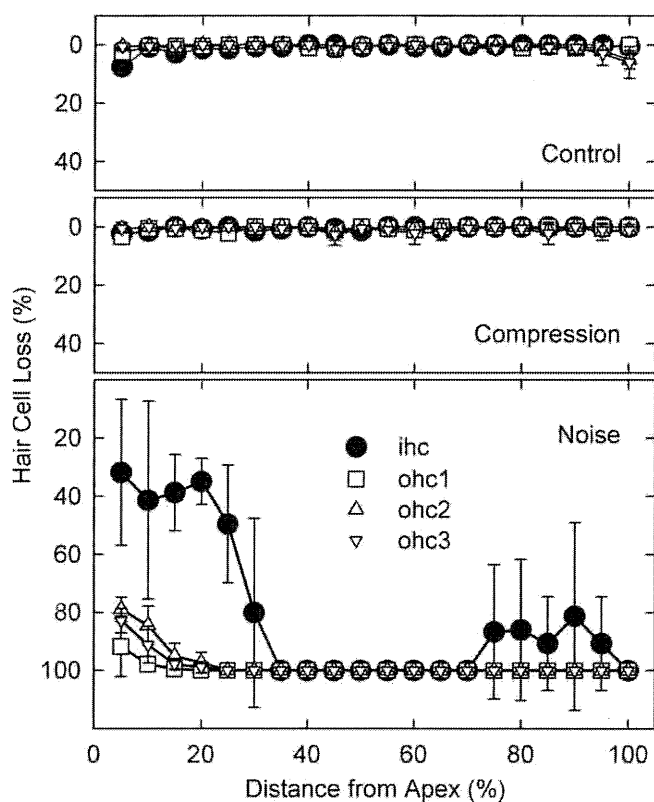 0
20
40
Control
0
20
40
Compression
Hair Cell Loss (%)
20
40
60
80
100
Noise
ihc
ohc1
ohc2
ohc3
0 20 40 60 80 100
Distance from Apex (%)